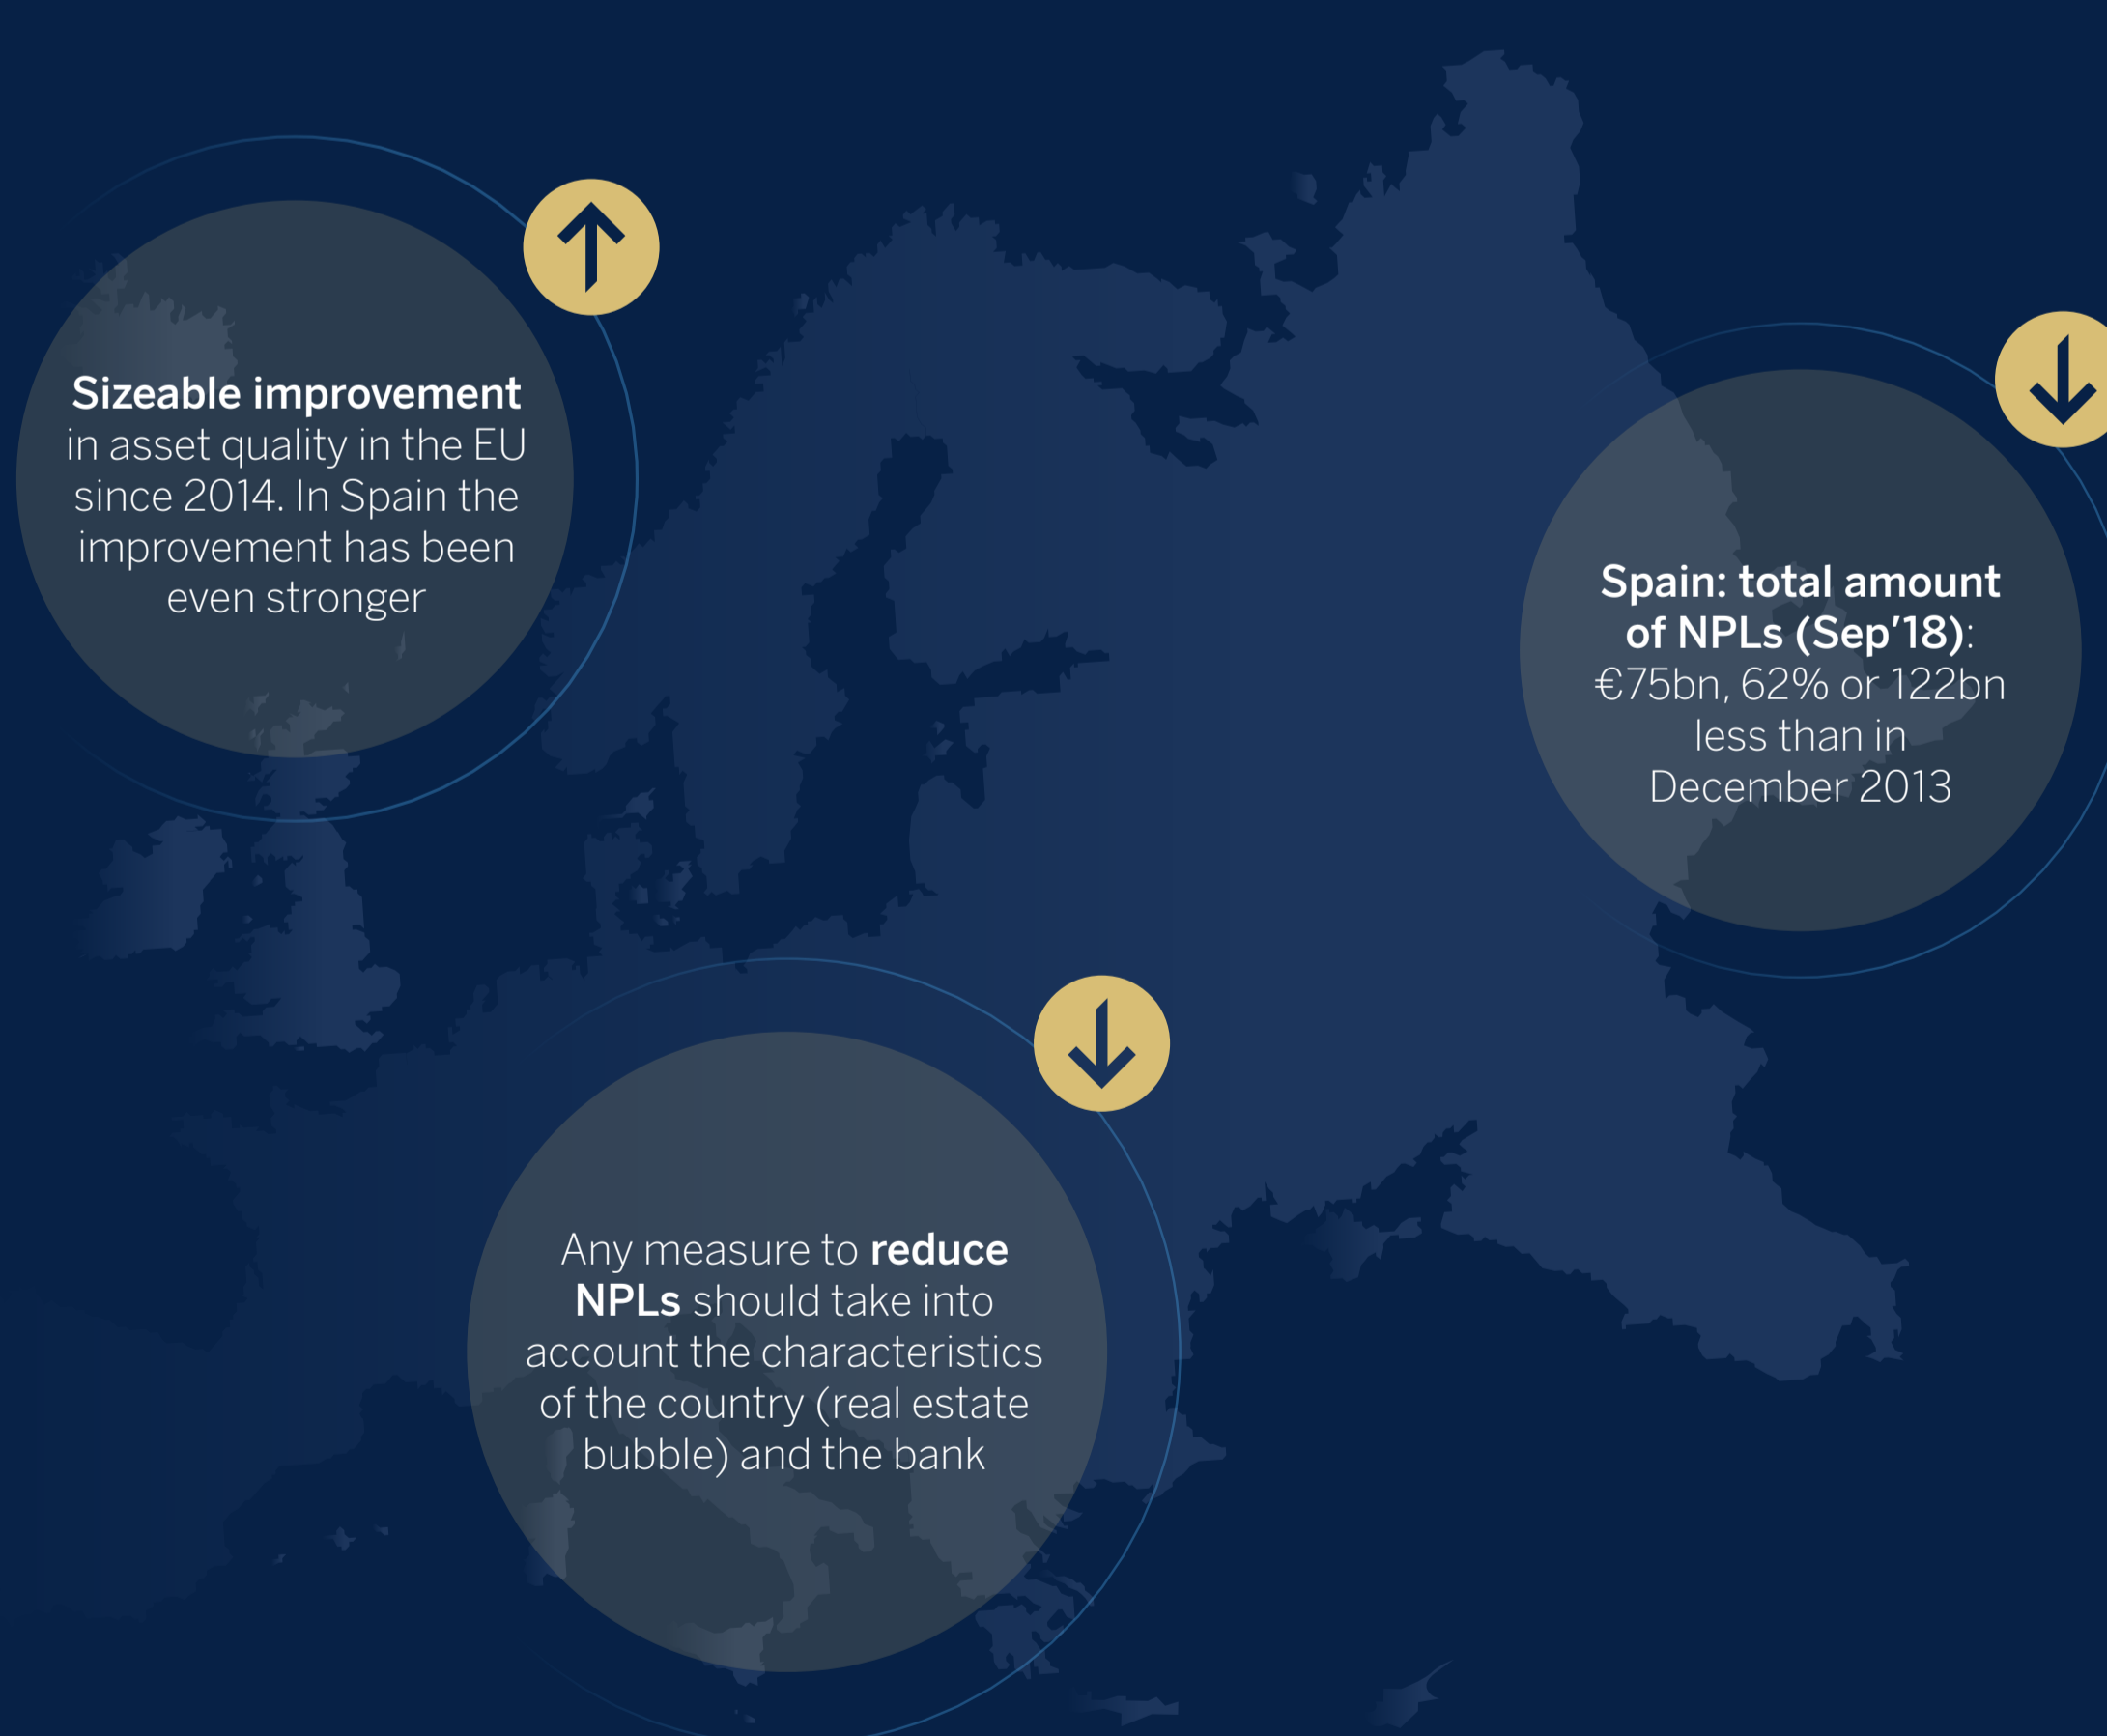 Sizeable improvement
in asset quality in the EU
since 2014. In Spain the
improvement has been
even stronger
Spain: total amount
of NPLs (Sep'18):
€75bn, 62% or 122bn
less than in
December 2013
Any measure to reduce
NPLs should take into
account the characteristics
of the country (real estate
bubble) and the bank